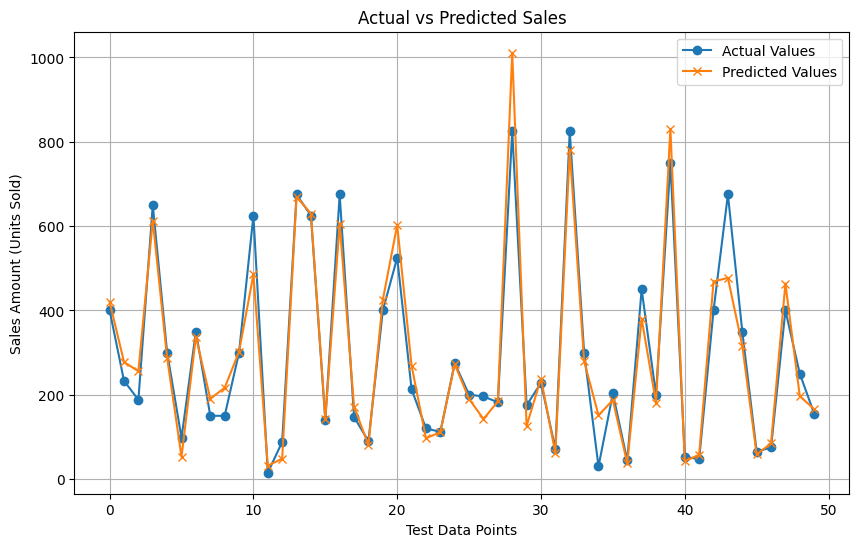 Actual vs Predicted Sales
Actual Values
Predicted Values
1000
800
600
400
200
0
Sales Amount (Units Sold)
0 10 20 30 40 50
Test Data Points